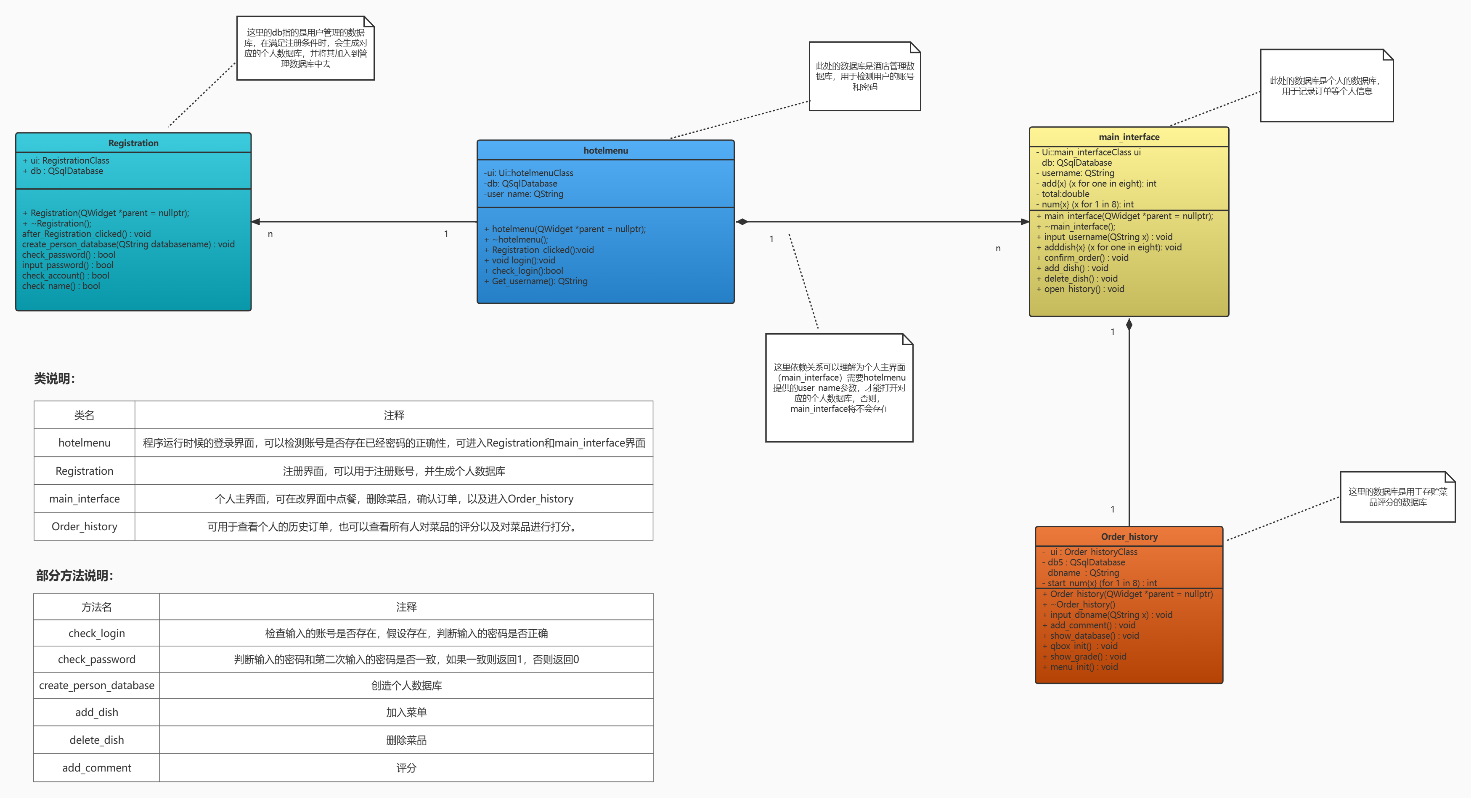 这里的db指的是用户管理的数据
库，在满足注册条件时，会生成对
应的个人数据库，并将其加入到管
理数据库中去
此处的数据库是酒店管理数
据库，用于检测用户的账号
和密码
此处的数据库是个人的数据库，
用于记录订单等个人信息
Registration
+ ui: RegistrationClass
+ db : QSqlDatabase
+ Registration(QWidget *parent = nullptr);
+ ~Registration();
after_Registration_clicked() : void
create_person_database(QString databasename) : void
check_password() : bool
input_password() : bool
check_account() : bool
check_name() : bool
n
1
hotelmenu
-ui: Ui::hotelmenuClass
-db: QSqlDatabase
-user_name: QString
+ hotelmenu(QWidget *parent = nullptr);
+ ~hotelmenu();
+ Registration_clicked():void
+ void login():void
+ check_login():bool
+ Get_username(): QString
1
n
main_interface
- Ui::main_interfaceClass ui
db: QSqlDatabase
- username: QString
- add{x} (x for one in eight): int
- total:double
- num{x} (x for 1 in 8): int
+ main_interface(QWidget *parent = nullptr);
+ ~main_interface();
+ input_username(QString x) : void
+ adddish{x} (x for one in eight): void
+ confirm_order() : void
+ add_dish() : void
+ delete_dish() : void
+ open_history() : void
1
1
这里依赖关系可以理解为个人主界面
（main_interface）需要hotelmenu
提供的user_name参数，才能打开对
应的个人数据库，否则，
main_interface将不会存在
这里的数据库是用于存贮菜
品评分的数据库
Order_history
- ui : Order_historyClass
- db5 : QSqlDatabase
dbname : QString
- start_num{x} (for 1 in 8) : int
+ Order_history(QWidget *parent = nullptr)
+ ~Order_history()
+ input_dbname(QString x) : void
+ add_comment() : void
+ show_database() : void
+ qbox_init() : void
+ show_grade() : void
+ menu_init() : void
类说明：
类名 注释
hotelmenu 程序运行时候的登录界面，可以检测账号是否存在已经密码的正确性，可进入Registration和main_interface界面
Registration 注册界面，可以用于注册账号，并生成个人数据库
main_interface 个人主界面，可在改界面中点餐，删除菜品，确认订单，以及进入Order_history
Order_history 可用于查看个人的历史订单，也可以查看所有人对菜品的评分以及对菜品进行打分。
部分方法说明：
方法名 注释
check_login 检查输入的账号是否存在，假设存在，判断输入的密码是否正确
check_password 判断输入的密码和第二次输入的密码是否一致，如果一致则返回1，否则返回0
create_person_database 创造个人数据库
add_dish 加入菜单
delete_dish 删除菜品
add_comment 评分